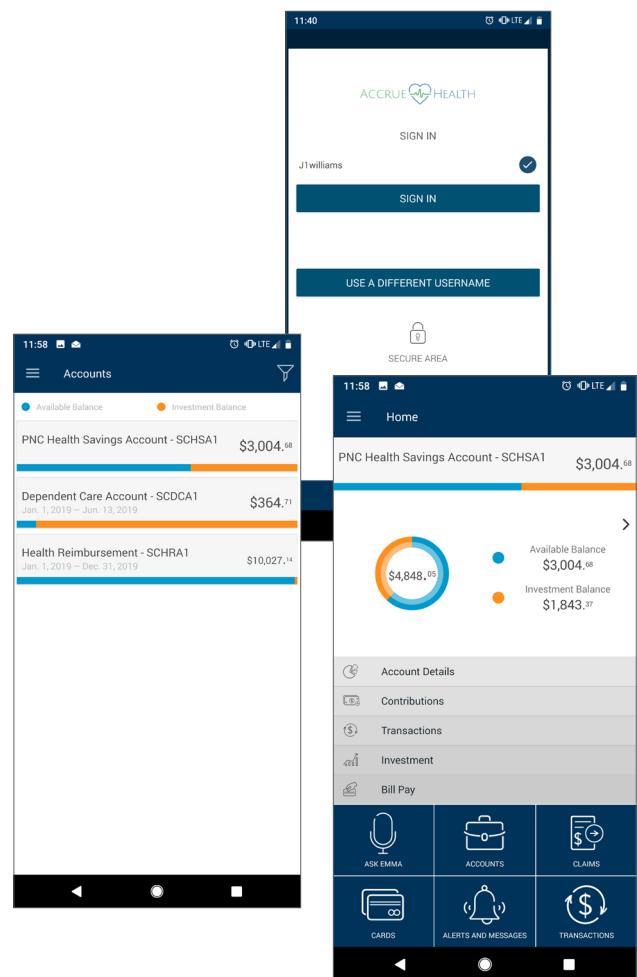 11:40
LTE
ACCRUE HEALTH
SIGN IN
J1williams
SIGN IN
USE A DIFFERENT USERNAME
SECURE AREA
11:58
LTE
Accounts
Available Balance
Investment Balance
PNC Health Savings Account - SCHSA1
$3,004.68
Dependent Care Account - SCDCA1
$364.71
Jan. 1, 2019 – Jun. 13, 2019
Health Reimbursement - SCHRA1
$10,027.14
Jan. 1, 2019 – Dec. 31, 2019
11:58
LTE
Home
PNC Health Savings Account - SCHSA1
$3,004.68
$4,848.05
Available Balance
$3,004.68
Investment Balance
$1,843.37
Account Details
Contributions
Transactions
Investment
Bill Pay
ASK EMMA
ACCOUNTS
CLAIMS
CARDS
ALERTS AND MESSAGES
TRANSACTIONS